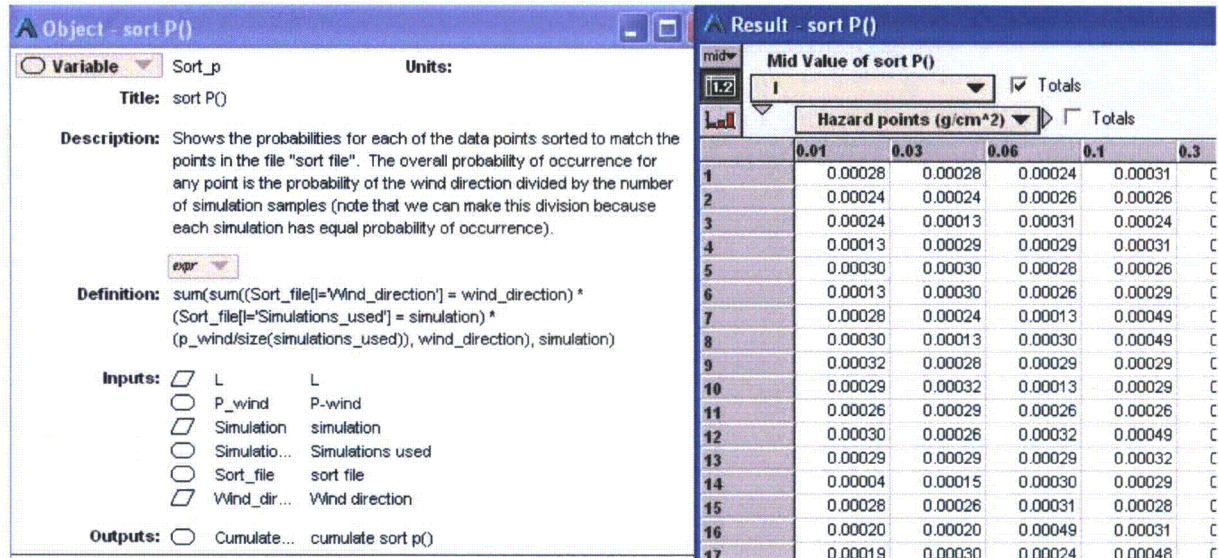 Object - sort P()
Variable Sort_p Units:
Title: sort P()
Description: Shows the probabilities for each of the data points sorted to match the
points in the file "sort file". The overall probability of occurrence for
any point is the probability of the wind direction divided by the number
of simulation samples (note that we can make this division because
each simulation has equal probability of occurrence).
expr
Definition: sum(sum((Sort_file[l='Wind_direction'] = wind_direction) *
(Sort_file[l='Simulations_used'] = simulation) *
(p_wind/size(simulations_used)), wind_direction), simulation)
Inputs: L L
P_wind P-wind
Simulation simulation
Simulatio... Simulations used
Sort_file sort file
Wind_dir... Wind direction
Outputs: Cumulate... cumulate sort p()
Result - sort P()
mid Mid Value of sort P()
1.2 I Totals
Hazard points (g/cm^2) Totals
0.01 0.03 0.06 0.1 0.3
1 0.00028 0.00028 0.00024 0.00031
2 0.00024 0.00024 0.00026 0.00026
3 0.00024 0.00013 0.00031 0.00024
4 0.00013 0.00029 0.00029 0.00031
5 0.00030 0.00030 0.00028 0.00026
6 0.00013 0.00030 0.00026 0.00029
7 0.00028 0.00024 0.00013 0.00049
8 0.00030 0.00013 0.00030 0.00049
9 0.00032 0.00028 0.00029 0.00029
10 0.00029 0.00032 0.00013 0.00029
11 0.00026 0.00029 0.00026 0.00026
12 0.00030 0.00026 0.00032 0.00049
13 0.00029 0.00029 0.00029 0.00032
14 0.00004 0.00015 0.00030 0.00029
15 0.00028 0.00026 0.00031 0.00028
16 0.00020 0.00020 0.00049 0.00031
17 0.00019 0.00030 0.00024 0.00048